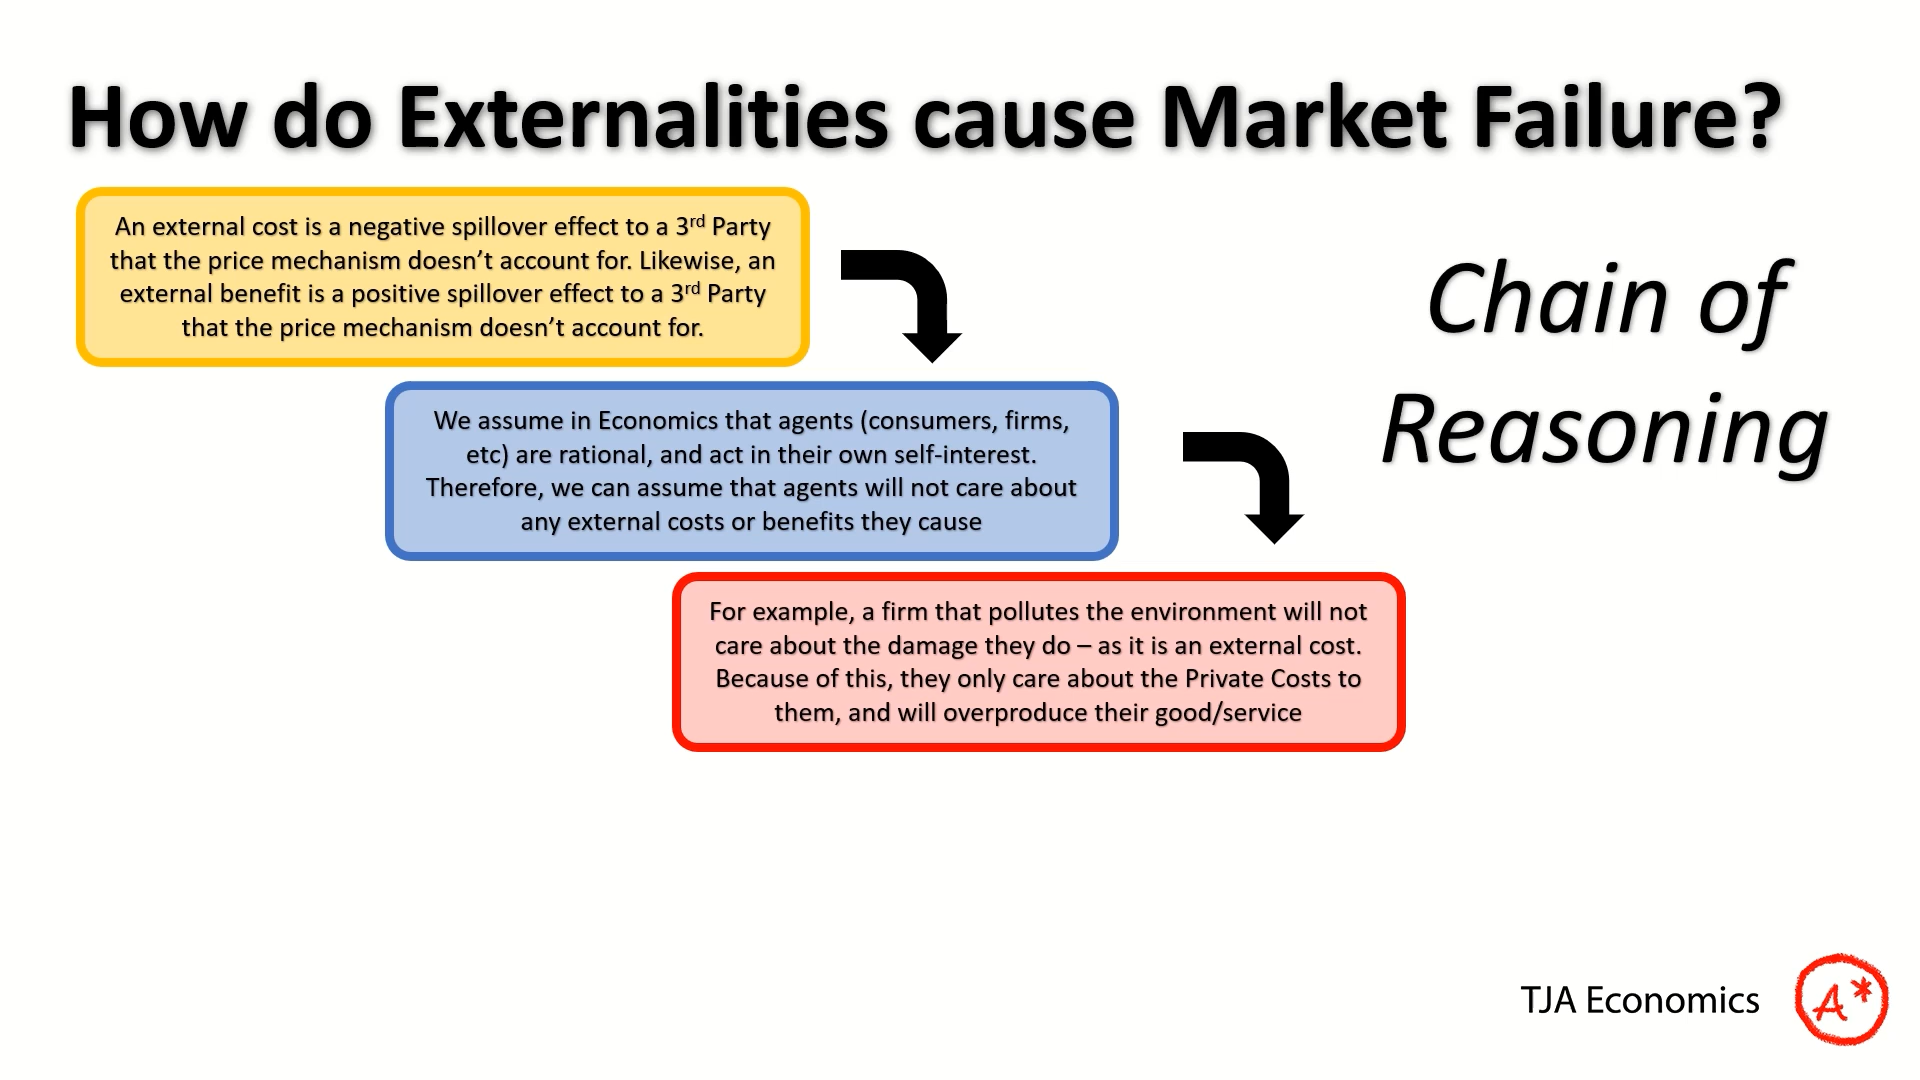 How do Externalities cause Market Failure?
An external cost is a negative spillover effect to a 3rd Party
that the price mechanism doesn’t account for. Likewise, an
external benefit is a positive spillover effect to a 3rd Party
that the price mechanism doesn’t account for.
Chain of
Reasoning
We assume in Economics that agents (consumers, firms,
etc) are rational, and act in their own self-interest.
Therefore, we can assume that agents will not care about
any external costs or benefits they cause
For example, a firm that pollutes the environment will not
care about the damage they do – as it is an external cost.
Because of this, they only care about the Private Costs to
them, and will overproduce their good/service
TJA Economics
A*